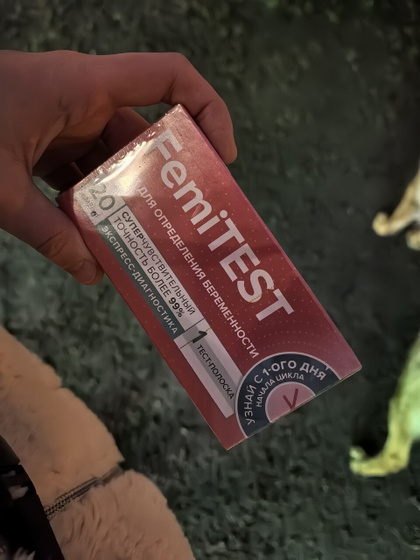 FemiTEST
ДЛЯ ОПРЕДЕЛЕНИЯ БЕРЕМЕННОСТИ
20
СУПЕРЧУВСТВИТЕЛЬНЫЙ
ТОЧНОСТЬ БОЛЕЕ 99%
ЭКСПРЕСС-ДИАГНОСТИКА
1
ТЕСТ-ПОЛОСКА
УЗНАЙ С 1-ОГО ДНЯ
НАЧАЛА ЦИКЛА